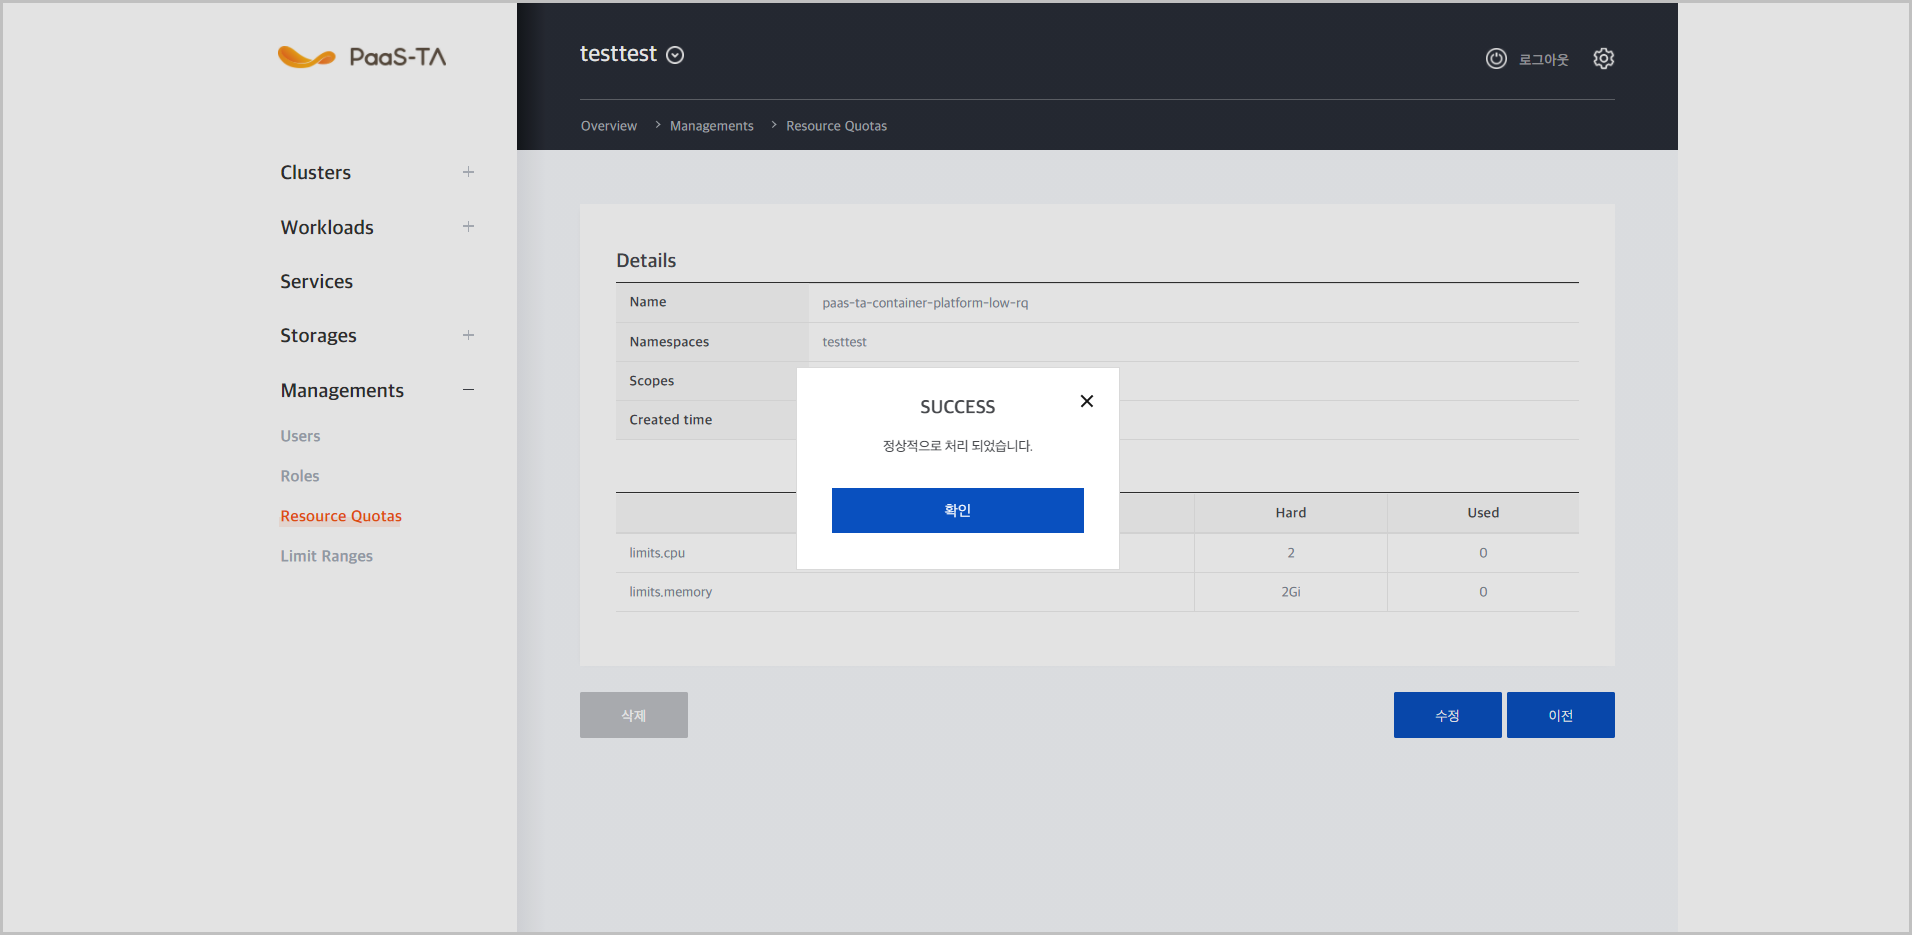 PaaS-TA
testtest
로그아웃
Overview > Managements > Resource Quotas
Clusters
Workloads
Services
Storages
Managements
Users
Roles
Resource Quotas
Limit Ranges
Details
Name paas-ta-container-platform-low-rq
Namespaces testtest
Scopes
Created time
SUCCESS
정상적으로 처리 되었습니다.
확인
Hard Used
limits.cpu 2 0
limits.memory 2Gi 0
삭제 수정 이전